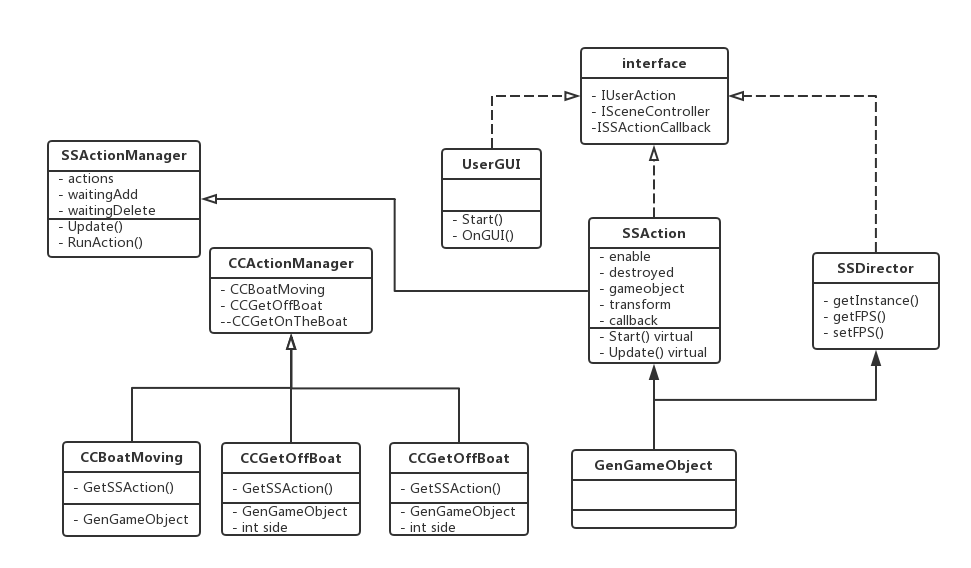 interface
- IUserAction
- ISceneController
-ISSActionCallback
SSActionManager
- actions
- waitingAdd
- waitingDelete
- Update()
- RunAction()
UserGUI
- Start()
- OnGUI()
SSAction
- enable
- destroyed
- gameobject
- transform
- callback
- Start() virtual
- Update() virtual
CCActionManager
- CCBoatMoving
- CCGetOffBoat
--CCGetOnTheBoat
SSDirector
- getInstance()
- getFPS()
- setFPS()
CCBoatMoving
- GetSSAction()
- GenGameObject
CCGetOffBoat
- GetSSAction()
- GenGameObject
- int side
CCGetOffBoat
- GetSSAction()
- GenGameObject
- int side
GenGameObject